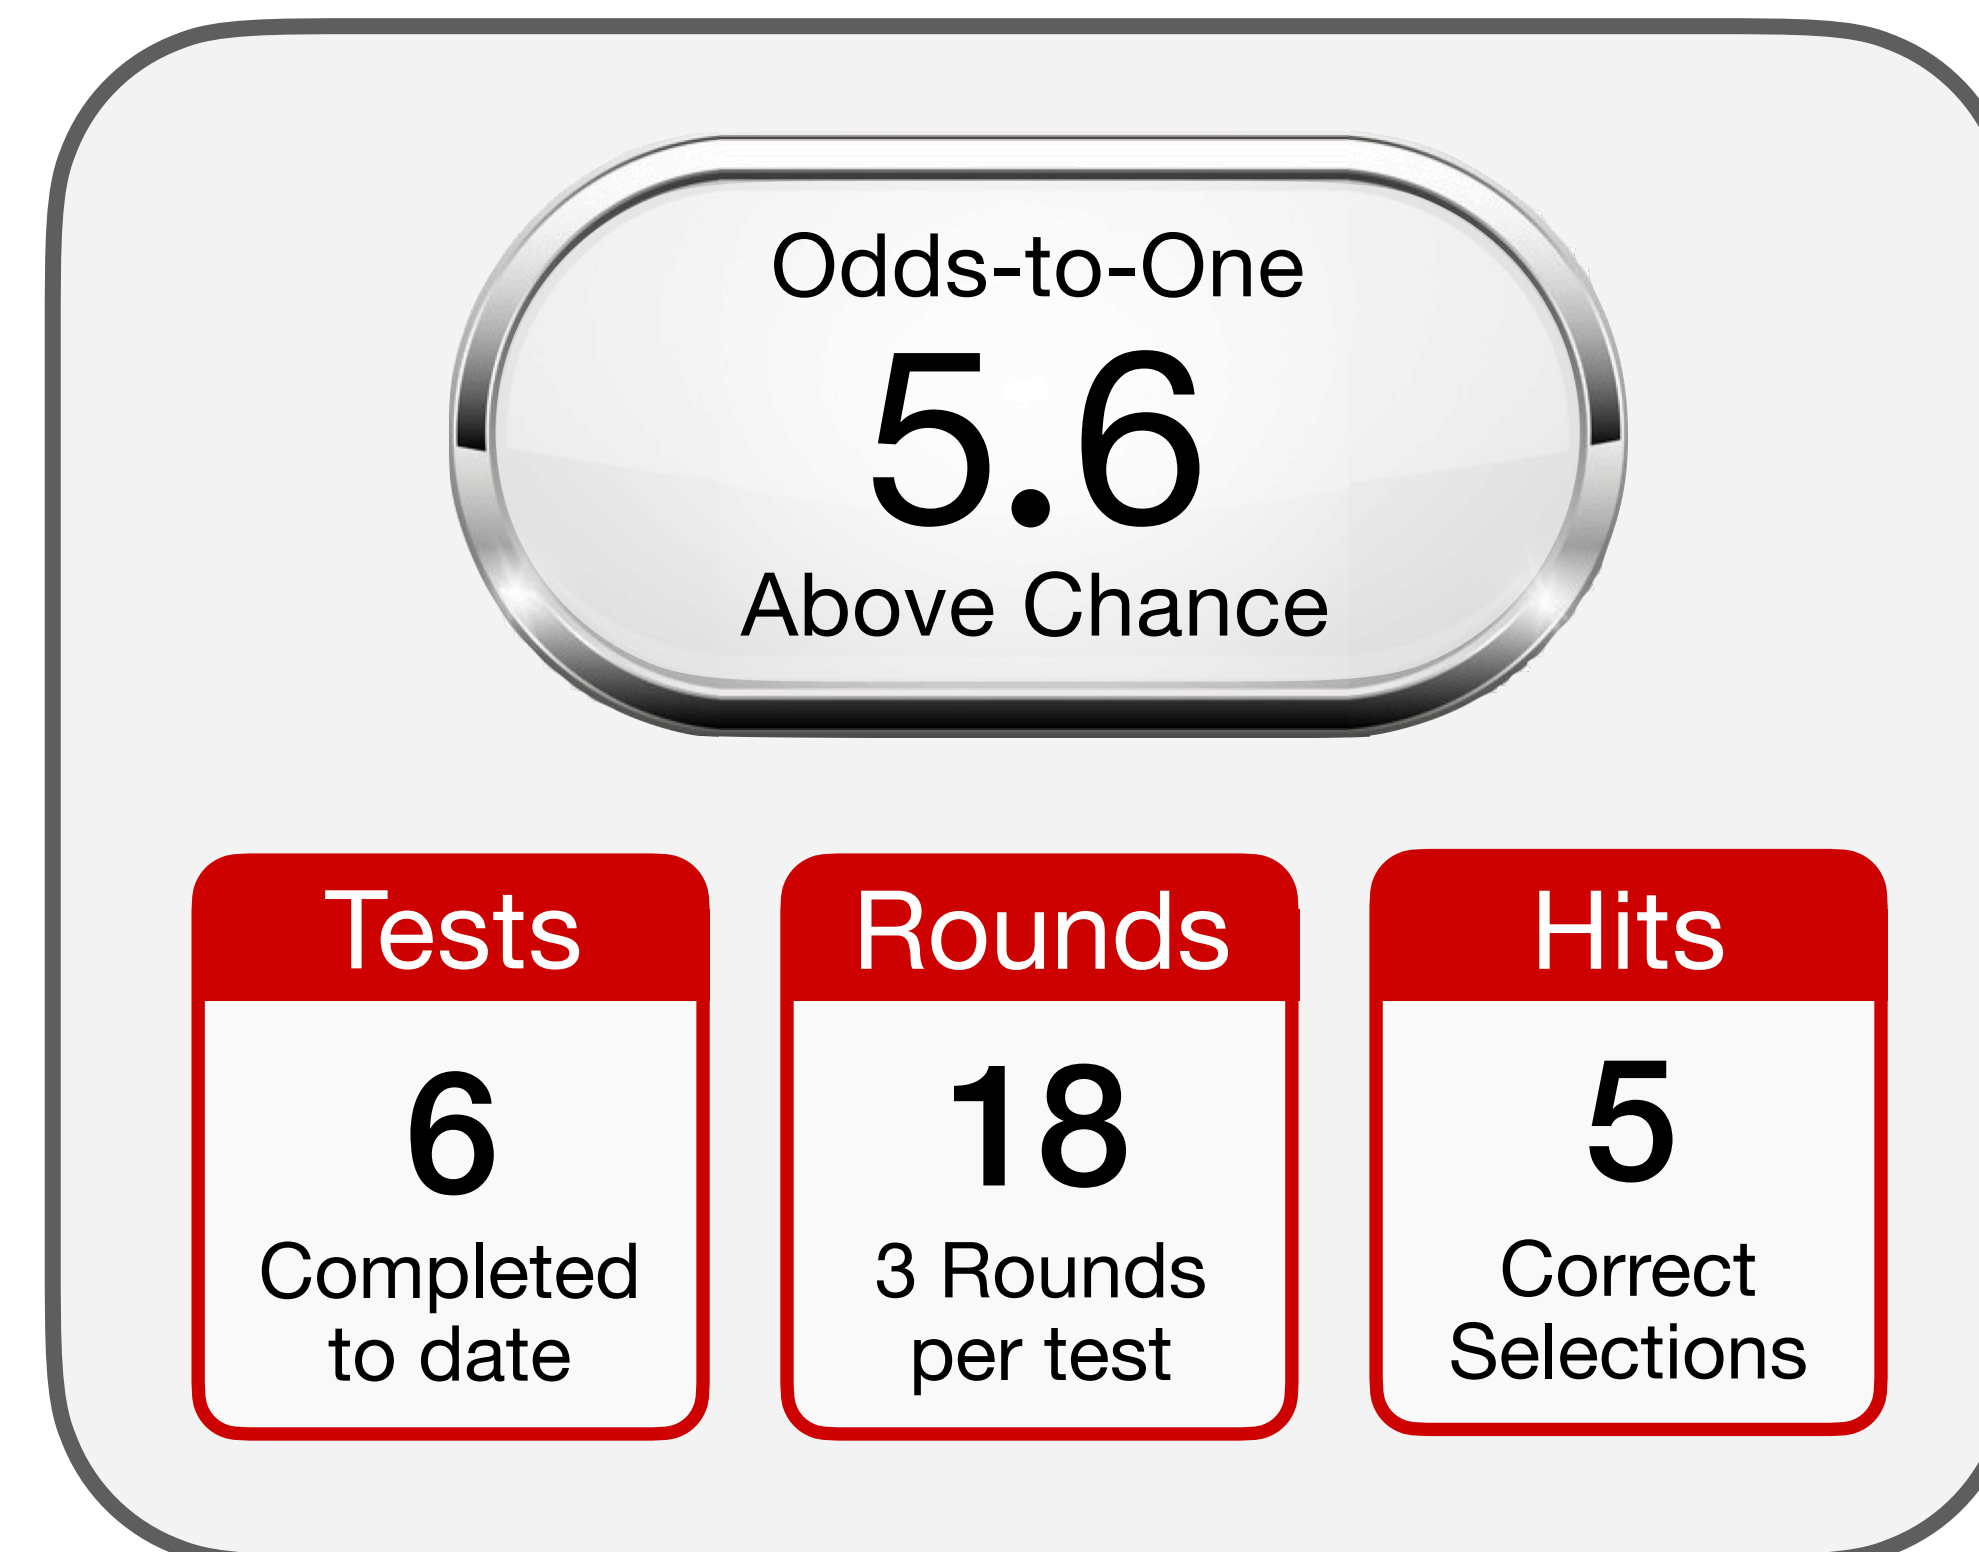 Odds-to-One
5.6
Above Chance
Tests
6
Completed
to date
Rounds
18
3 Rounds
per test
Hits
5
Correct
Selections